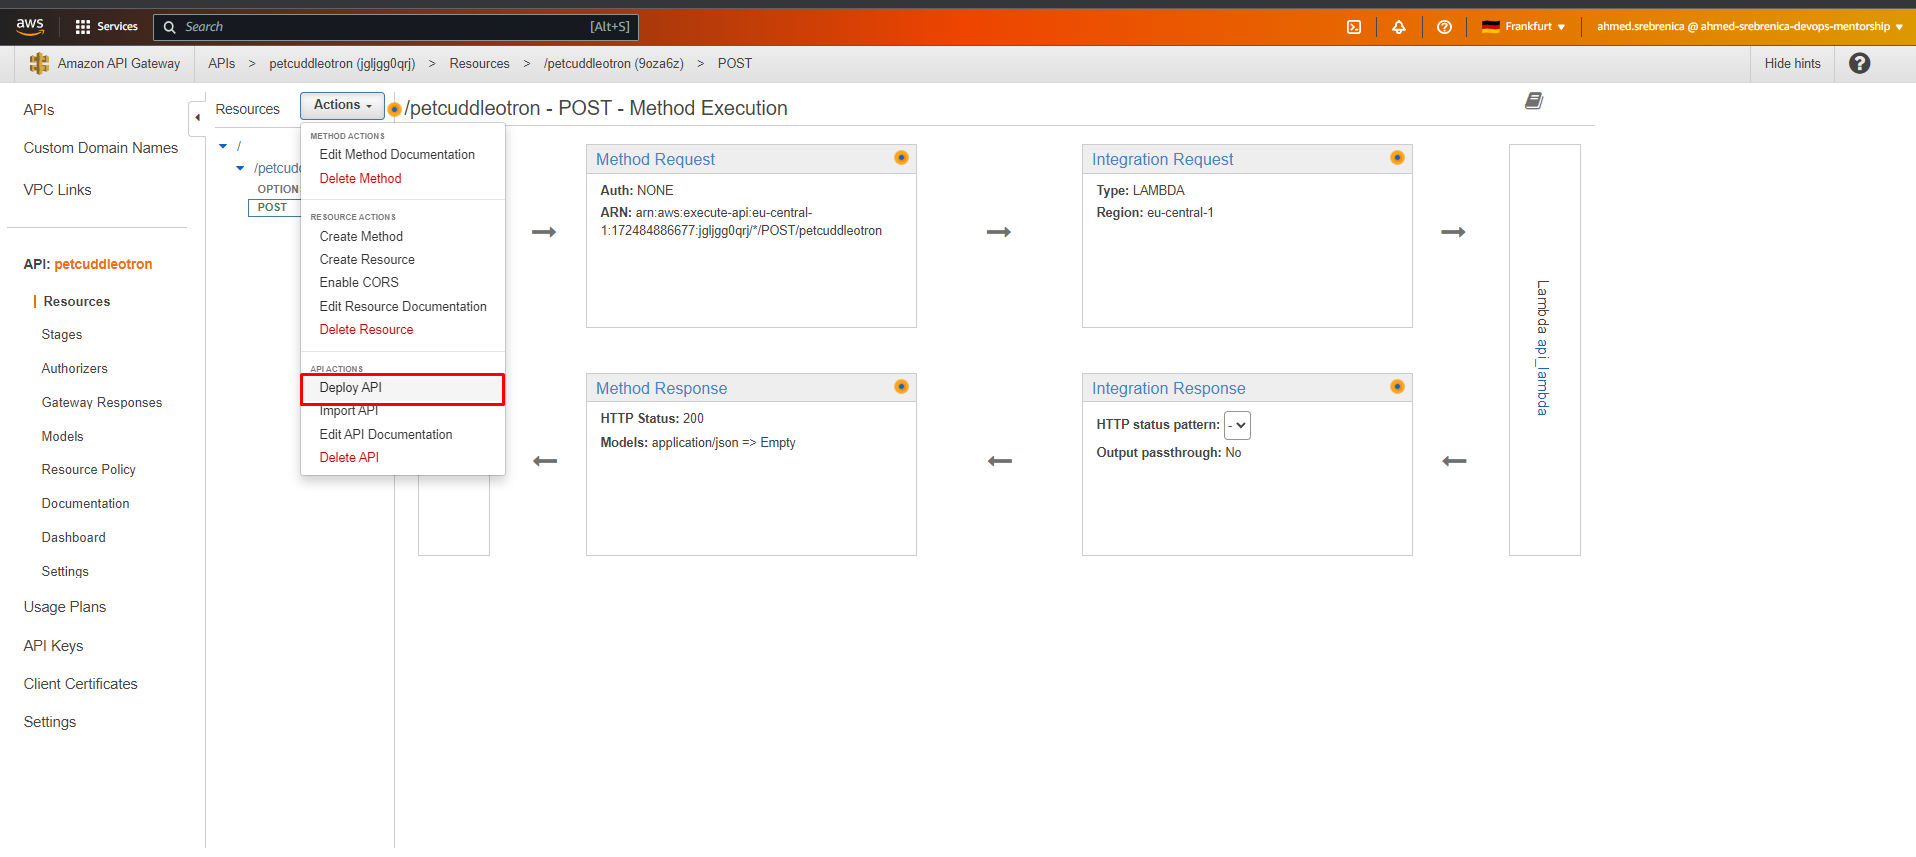 aws
Services
Search
[Alt+S]
Frankfurt
ahmed.srebrenica @ ahmed-srebrenica-devops-mentorship
Amazon API Gateway
APIs > petcuddleotron (jgljgg0qrj) > Resources > /petcuddleotron (9oza6z) > POST
Hide hints
?
APIs
Custom Domain Names
VPC Links
API: petcuddleotron
Resources
Stages
Authorizers
Gateway Responses
Models
Resource Policy
Documentation
Dashboard
Settings
Usage Plans
API Keys
Client Certificates
Settings
Resources
Actions
/
/petcudd
OPTION
POST
METHOD ACTIONS
Edit Method Documentation
Delete Method
RESOURCE ACTIONS
Create Method
Create Resource
Enable CORS
Edit Resource Documentation
Delete Resource
API ACTIONS
Deploy API
Import API
Edit API Documentation
Delete API
/petcuddleotron - POST - Method Execution
Method Request
Auth: NONE
ARN: arn:aws:execute-api:eu-central-
1:172484886677:jgljgg0qrj/*/POST/petcuddleotron
Integration Request
Type: LAMBDA
Region: eu-central-1
Lambda api_lambda
Method Response
HTTP Status: 200
Models: application/json => Empty
Integration Response
HTTP status pattern: -
Output passthrough: No